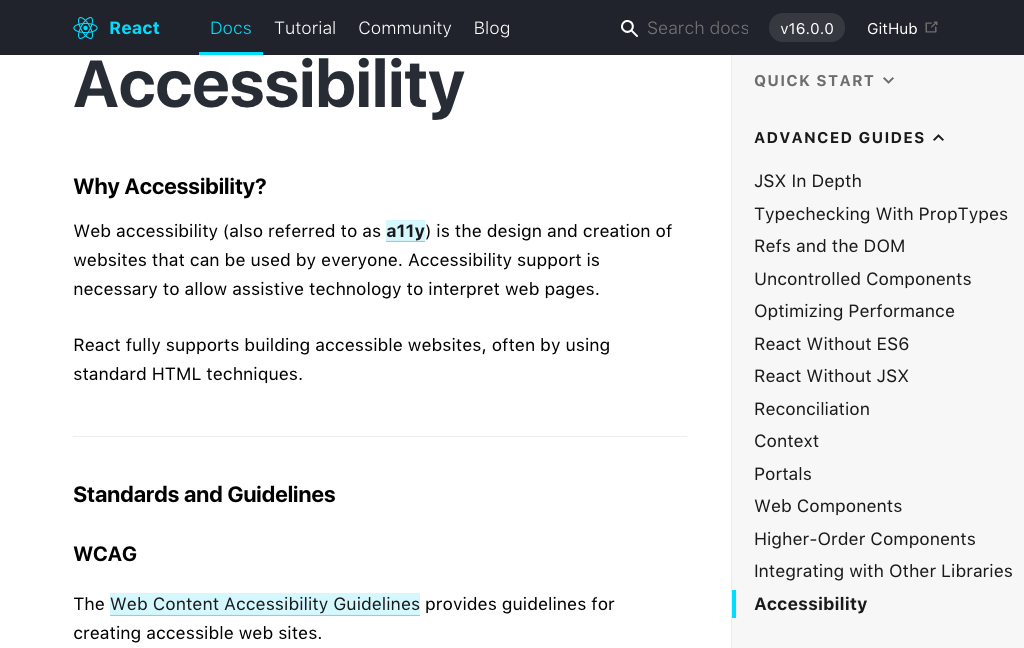 React
Docs
Tutorial
Community
Blog
Search docs
v16.0.0
GitHub
Accessibility
Why Accessibility?
Web accessibility (also referred to as a11y) is the design and creation of
websites that can be used by everyone. Accessibility support is
necessary to allow assistive technology to interpret web pages.
React fully supports building accessible websites, often by using
standard HTML techniques.
Standards and Guidelines
WCAG
The Web Content Accessibility Guidelines provides guidelines for
creating accessible web sites.
QUICK START
ADVANCED GUIDES
JSX In Depth
Typechecking With PropTypes
Refs and the DOM
Uncontrolled Components
Optimizing Performance
React Without ES6
React Without JSX
Reconciliation
Context
Portals
Web Components
Higher-Order Components
Integrating with Other Libraries
Accessibility